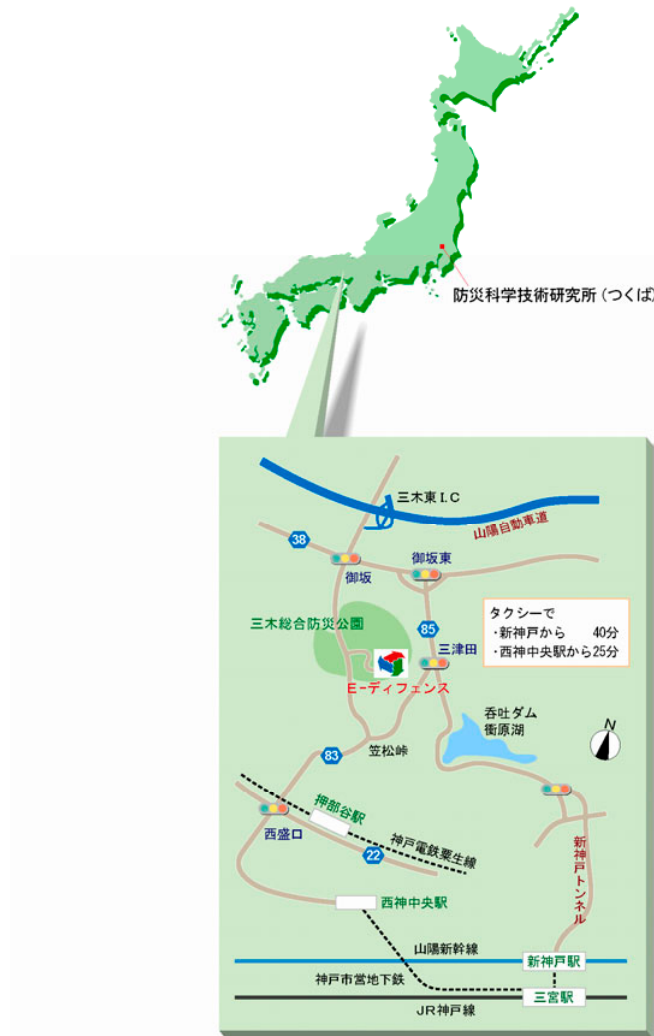 防災科学技術研究所（つくば）
三木東I.C
山陽自動車道
38
御坂
御坂東
三木総合防災公園
85
三津田
タクシーで
・新神戸から　40分
・西神中央駅から25分
E-ディフェンス
呑吐ダム
衝原湖
N
笠松峠
83
押部谷駅
西盛口
22
神戸電鉄粟生線
新神戸トンネル
西神中央駅
山陽新幹線
新神戸駅
神戸市営地下鉄
三宮駅
JR神戸線